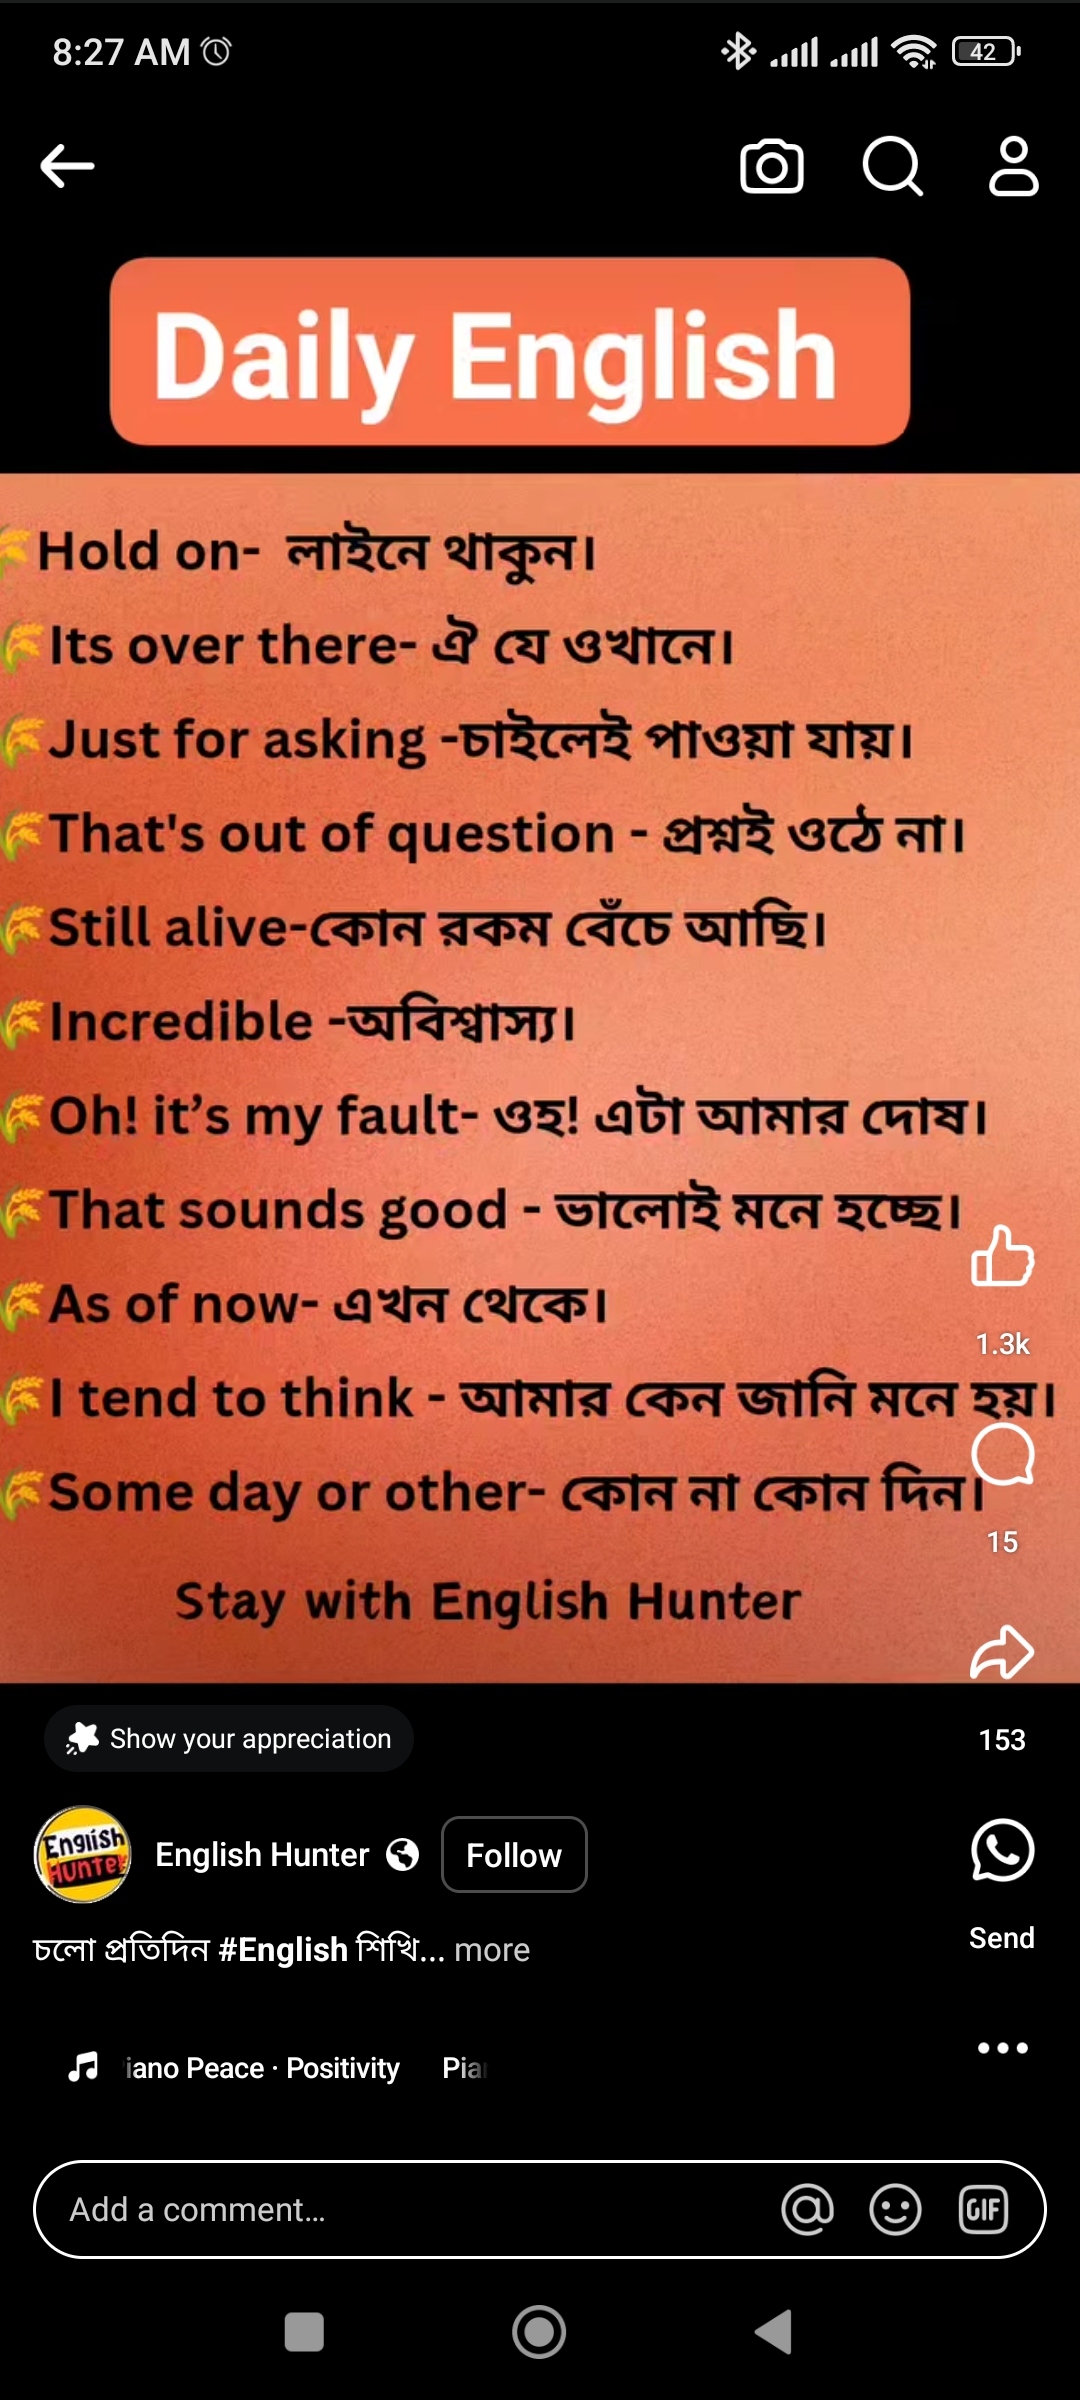 8:27 AM
42
Daily English
Hold on- লাইনে থাকুন।
Its over there- ঐ যে ওখানে।
Just for asking -চাইলেই পাওয়া যায়।
That's out of question - প্রশ্নই ওঠে না।
Still alive-কোন রকম বেঁচে আছি।
Incredible -অবিশ্বাস্য।
Oh! it’s my fault- ওহ! এটা আমার দোষ।
That sounds good - ভালোই মনে হচ্ছে।
As of now- এখন থেকে।
I tend to think - আমার কেন জানি মনে হয়।
Some day or other- কোন না কোন দিন।
Stay with English Hunter
1.3k
15
153
Show your appreciation
English Hunter
English Hunter Follow
Send
চলো প্রতিদিন #English শিখি... more
iano Peace · Positivity Pia
Add a comment...
GIF